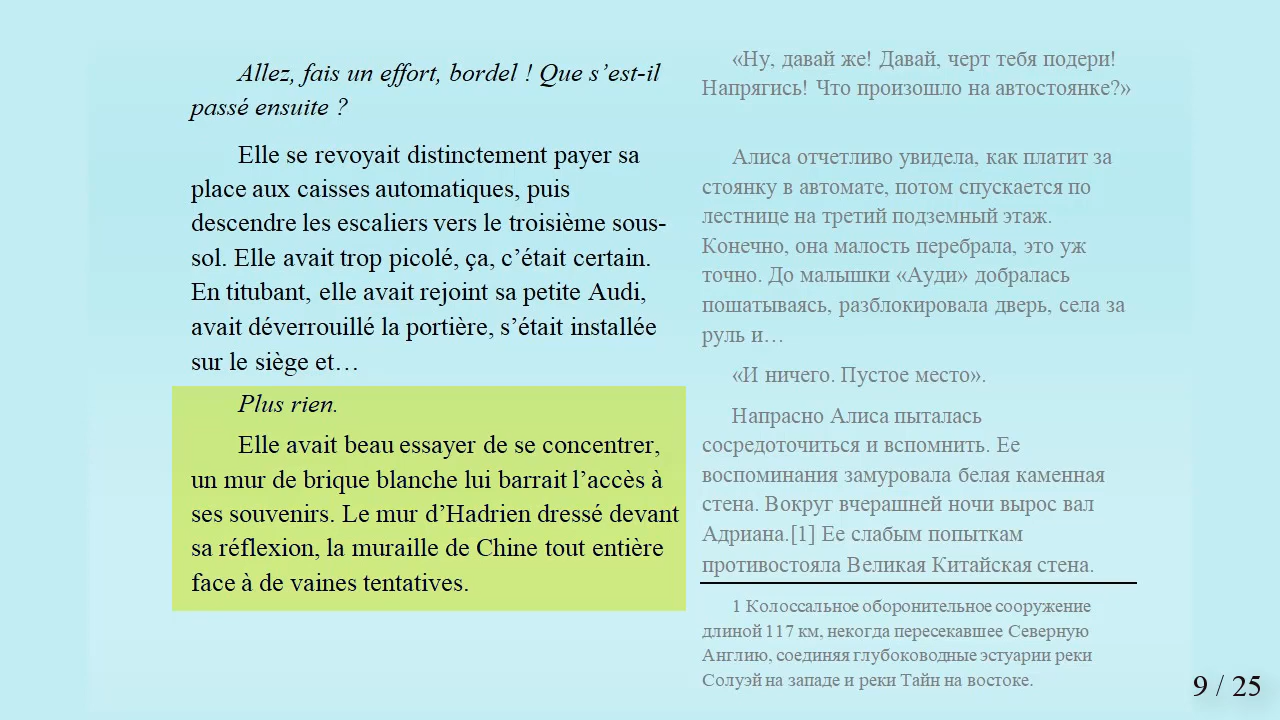 Allez, fais un effort, bordel ! Que s’est-il
passé ensuite ?
Elle se revoyait distinctement payer sa
place aux caisses automatiques, puis
descendre les escaliers vers le troisième sous-
sol. Elle avait trop picolé, ça, c’était certain.
En titubant, elle avait rejoint sa petite Audi,
avait déverrouillé la portière, s’était installée
sur le siège et…
Plus rien.
Elle avait beau essayer de se concentrer,
un mur de brique blanche lui barrait l’accès à
ses souvenirs. Le mur d’Hadrien dressé devant
sa réflexion, la muraille de Chine tout entière
face à de vaines tentatives.
«Ну, давай же! Давай, черт тебя подери!
Напрягись! Что произошло на автостоянке?»
Алиса отчетливо увидела, как платит за
стоянку в автомате, потом спускается по
лестнице на третий подземный этаж.
Конечно, она малость перебрала, это уж
точно. До малышки «Ауди» добралась
пошатываясь, разблокировала дверь, села за
руль и…
«И ничего. Пустое место».
Напрасно Алиса пыталась
сосредоточиться и вспомнить. Ее
воспоминания замуровала белая каменная
стена. Вокруг вчерашней ночи вырос вал
Адриана.[1] Ее слабым попыткам
противостояла Великая Китайская стена.
1 Колоссальное оборонительное сооружение
длиной 117 км, некогда пересекавшее Северную
Англию, соединяя глубоководные эстуарии реки
Солуэй на западе и реки Тайн на востоке.
9 / 25